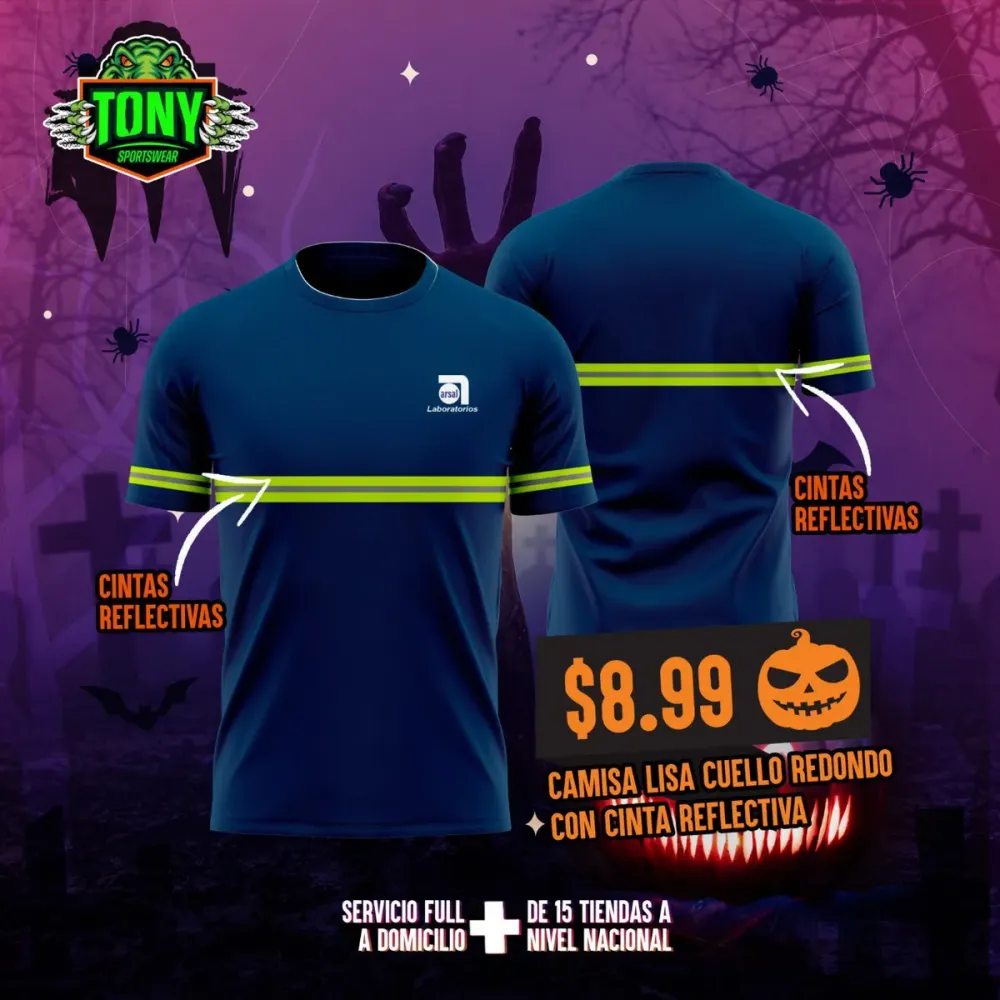 TONY
SPORTSWEAR
arsal
Laboratorios
CINTAS
REFLECTIVAS
CINTAS
REFLECTIVAS
$8.99
CAMISA LISA CUELLO REDONDO
CON CINTA REFLECTIVA
SERVICIO FULL
A DOMICILIO
+ DE 15 TIENDAS A
NIVEL NACIONAL